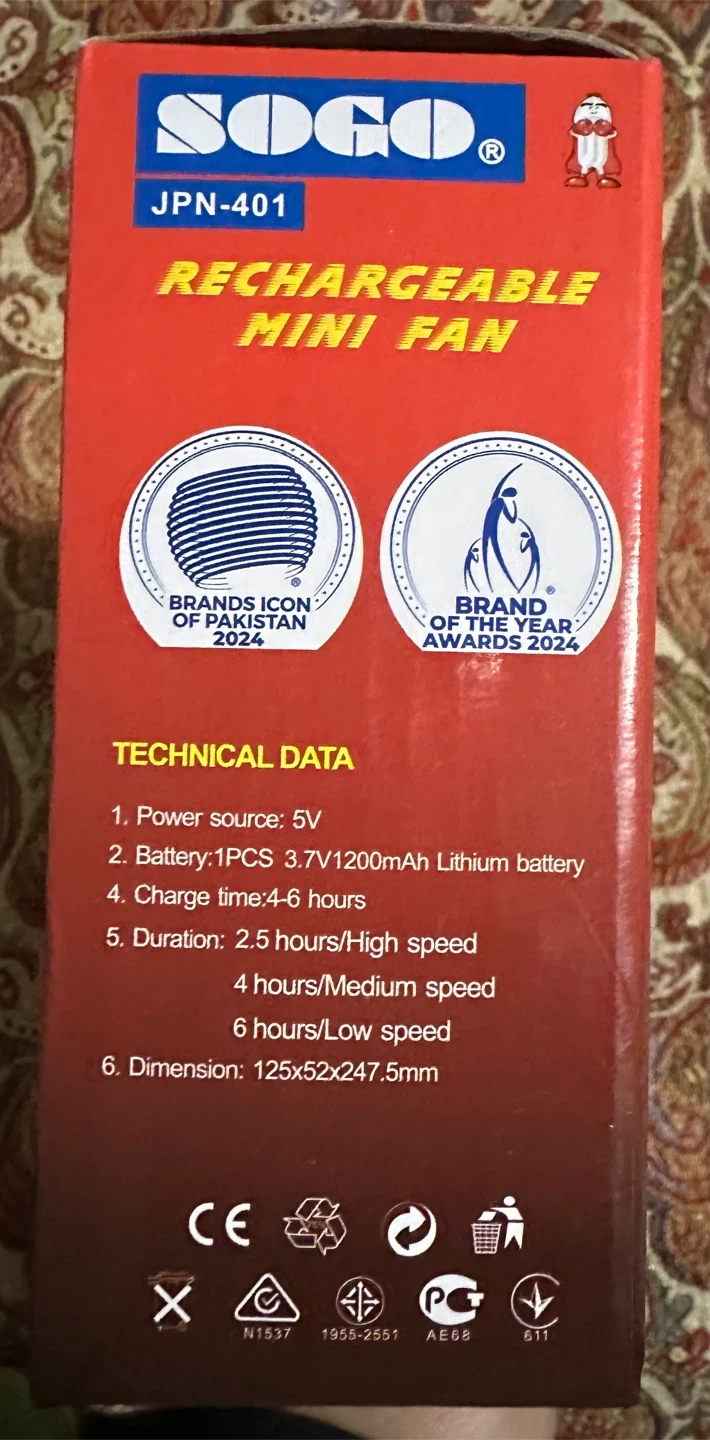 SOGO®
JPN-401
RECHARGEABLE
MINI FAN
BRANDS ICON
OF PAKISTAN
2024
®
BRAND
OF THE YEAR
AWARDS 2024
®
TECHNICAL DATA
1. Power source: 5V
2. Battery:1PCS 3.7V1200mAh Lithium battery
4. Charge time:4-6 hours
5. Duration: 2.5 hours/High speed
4 hours/Medium speed
6 hours/Low speed
6. Dimension: 125x52x247.5mm
CE
PCT
N1537 1955-2551 AE68 611